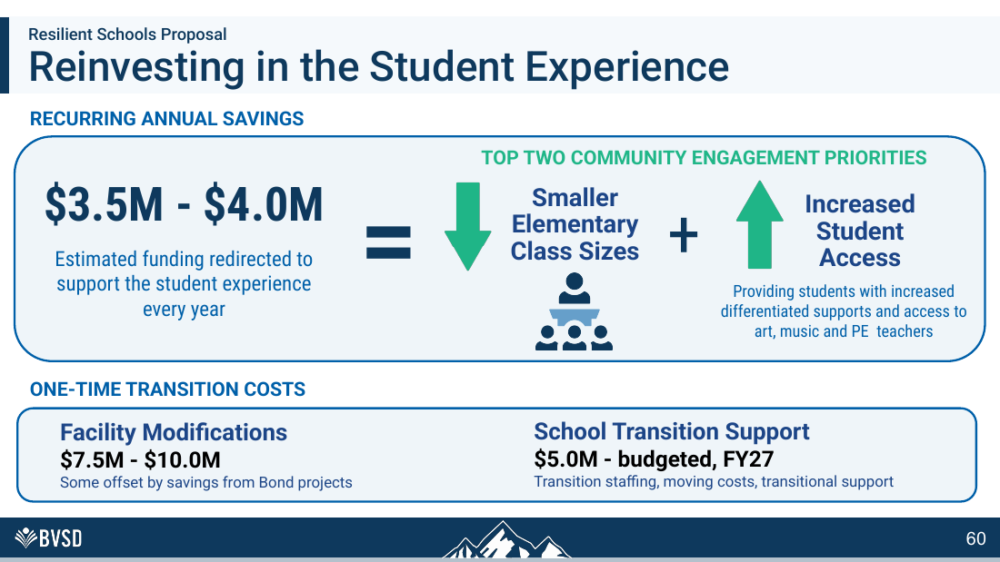 Resilient Schools Proposal
Reinvesting in the Student Experience
RECURRING ANNUAL SAVINGS
TOP TWO COMMUNITY ENGAGEMENT PRIORITIES
$3.5M - $4.0M
Estimated funding redirected to
support the student experience
every year
=
Smaller
Elementary
Class Sizes
+
Increased
Student
Access
Providing students with increased
differentiated supports and access to
art, music and PE teachers
ONE-TIME TRANSITION COSTS
Facility Modifications
$7.5M - $10.0M
Some offset by savings from Bond projects
School Transition Support
$5.0M - budgeted, FY27
Transition staffing, moving costs, transitional support
BVSD
60